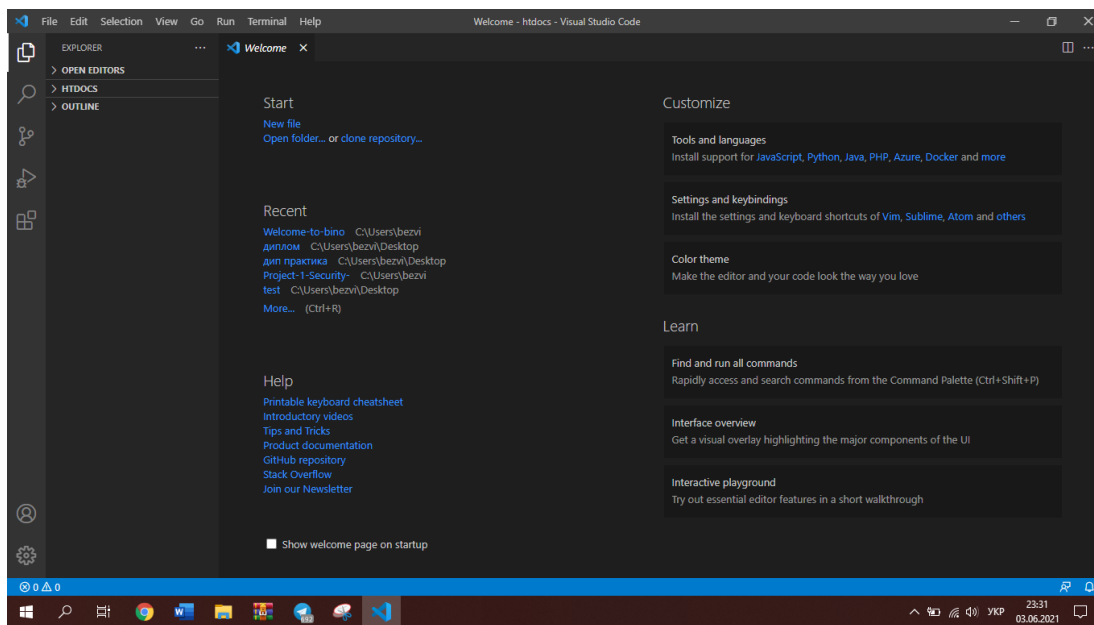 File Edit Selection View Go Run Terminal Help
Welcome - htdocs - Visual Studio Code
EXPLORER
OPEN EDITORS
HTDOCS
OUTLINE
Welcome
Start
New file
Open folder... or clone repository...
Recent
Welcome-to-bino C:\Users\bezvi
диплом C:\Users\bezvi\Desktop
дип практика C:\Users\bezvi\Desktop
Project-1-Security- C:\Users\bezvi
test C:\Users\bezvi\Desktop
More... (Ctrl+R)
Help
Printable keyboard cheatsheet
Introductory videos
Tips and Tricks
Product documentation
GitHub repository
Stack Overflow
Join our Newsletter
Show welcome page on startup
Customize
Tools and languages
Install support for JavaScript, Python, Java, PHP, Azure, Docker and more
Settings and keybindings
Install the settings and keyboard shortcuts of Vim, Sublime, Atom and others
Color theme
Make the editor and your code look the way you love
Learn
Find and run all commands
Rapidly access and search commands from the Command Palette (Ctrl+Shift+P)
Interface overview
Get a visual overlay highlighting the major components of the UI
Interactive playground
Try out essential editor features in a short walkthrough
0 0
УКР
23:31
03.06.2021